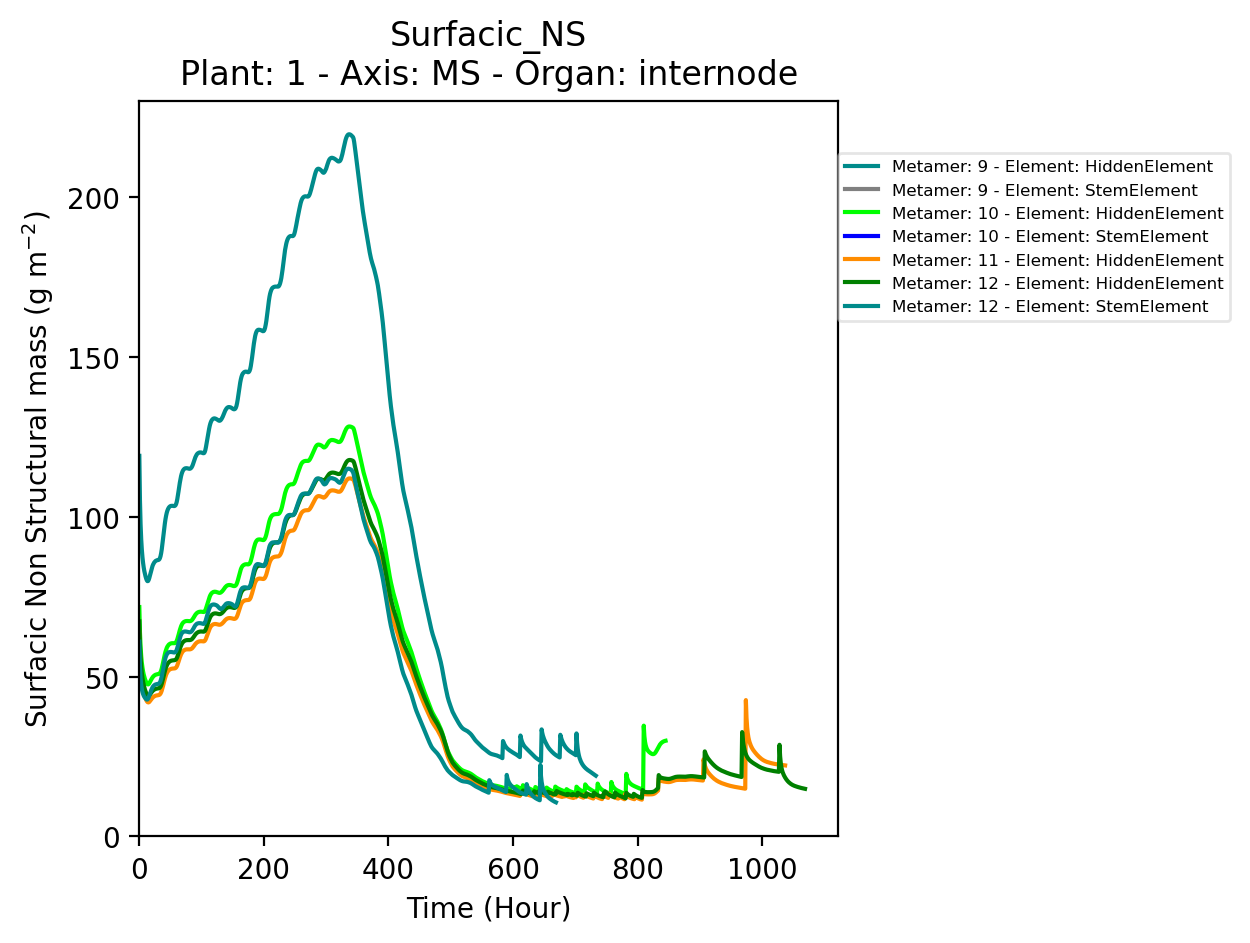 Surfacic_NS
Plant: 1 - Axis: MS - Organ: internode
Surfacic Non Structural mass (g m⁻²)
200
150
100
50
0
0 200 400 600 800 1000
Time (Hour)
Metamer: 9 - Element: HiddenElement
Metamer: 9 - Element: StemElement
Metamer: 10 - Element: HiddenElement
Metamer: 10 - Element: StemElement
Metamer: 11 - Element: HiddenElement
Metamer: 12 - Element: HiddenElement
Metamer: 12 - Element: StemElement